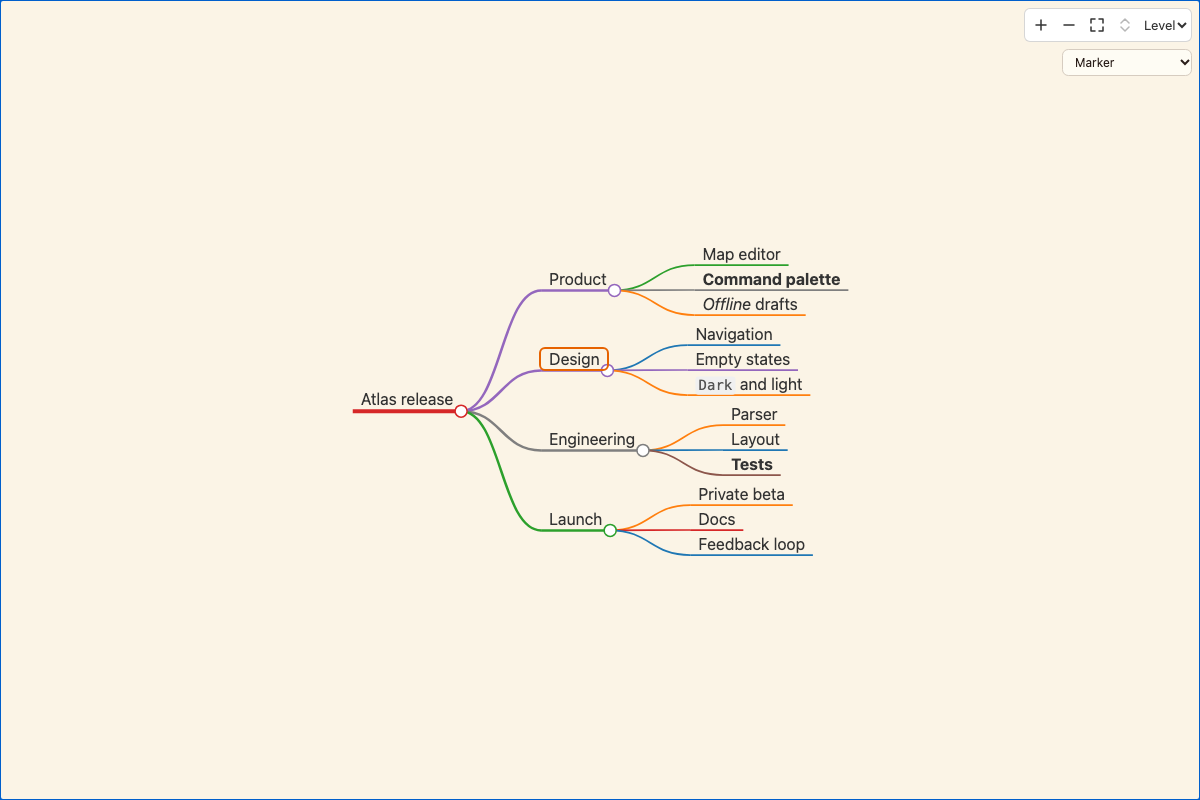 Level
Marker
Atlas release
Product
Map editor
Command palette
Offline drafts
Design
Navigation
Empty states
Dark and light
Engineering
Parser
Layout
Tests
Launch
Private beta
Docs
Feedback loop